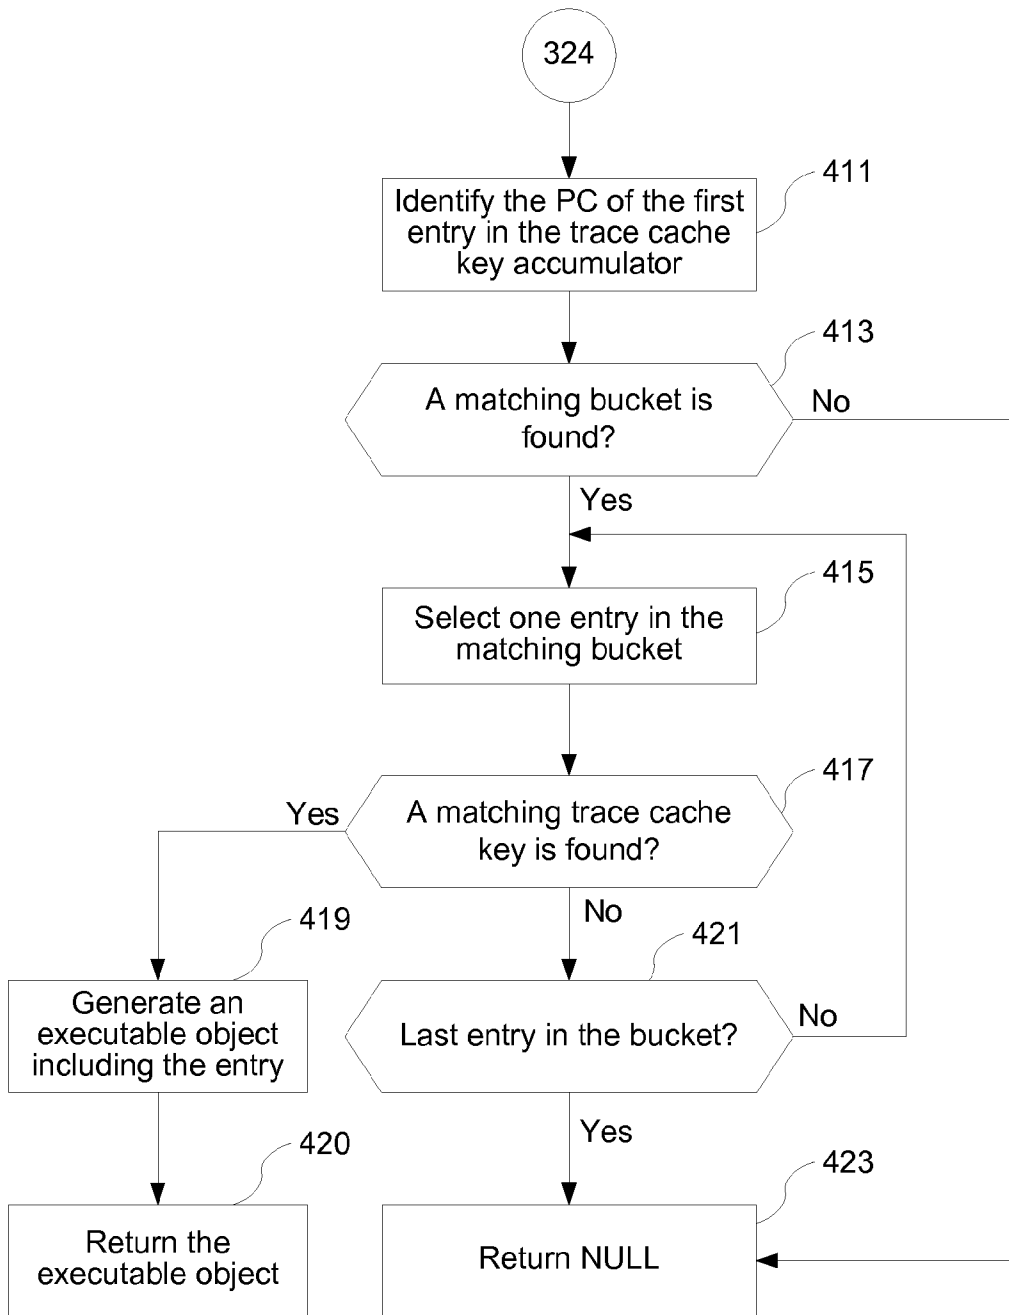 324
411
Identify the PC of the first
entry in the trace cache
key accumulator
413
A matching bucket is
found?
No
Yes
415
Select one entry in the
matching bucket
417
A matching trace cache
key is found?
Yes
No
419
421
Generate an
executable object
including the entry
Last entry in the bucket?
No
Yes
420
423
Return the
executable object
Return NULL